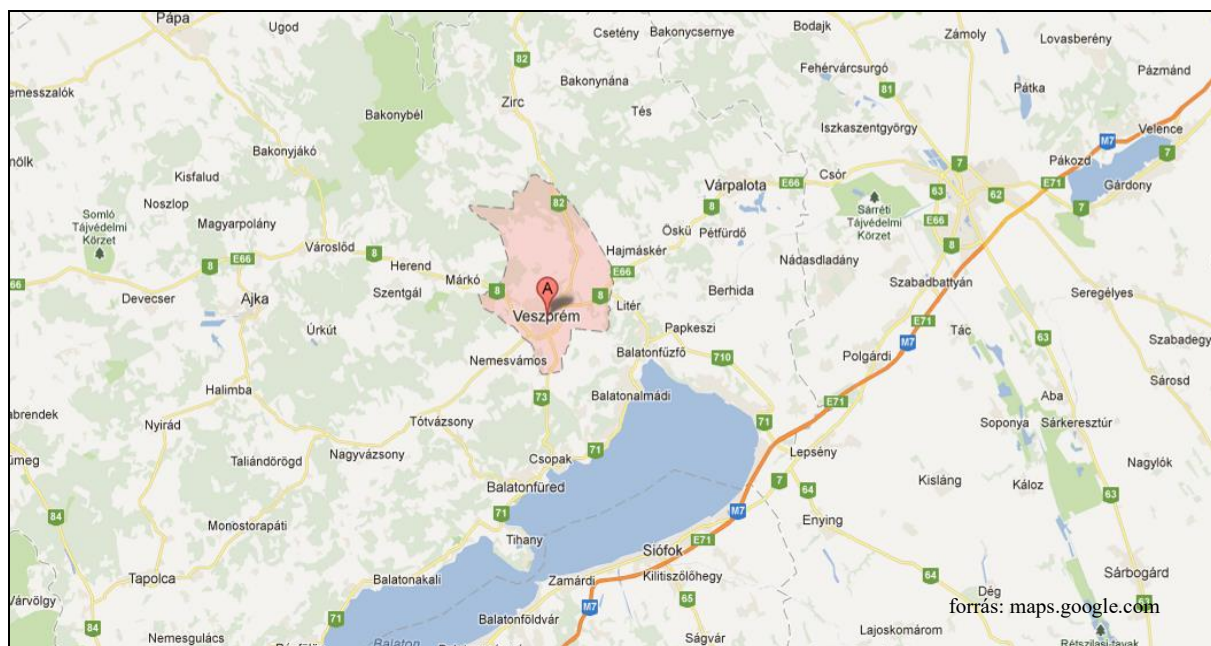 Pápa
Ugod
Csetény
Bakonycsernye
Bodajk
Zámoly
Lovasberény
82
Fehérvárcsurgó
Pázmánd
emesszalók
Bakonynána
81
Pátka
Zirc
Tés
Bakonybél
Iszkaszentgyörgy
Velence
M7
7
Bakonyjákó
nölk
7
Pákozd
Kisfalud
Csór
E66
Várpalota
63
62
E71
Gárdony
Noszlop
82
8
Sárréti
Tájvédelmi
Körzet
7
Somló
Tájvédelmi
Körzet
Magyarpolány
E66
Öskü
Pétfürdő
8
Városlőd
8
Hajmáskér
Nádasdladány
8
E66
Herend
Márkó
E66
Szabadbattyán
66
Devecser
Szentgál
8
A
8
Berhida
Seregélyes
Ajka
Litér
Veszprém
E71
Úrkút
Papkeszi
Tác
63
Szabadegy
M7
Nemesvámos
Balatonfűzfő
710
Polgárdi
Sárosd
Halimba
73
Balatonalmádi
Aba
E71
abrendek
Nyirád
Tótvázsony
71
Soponya
Sárkeresztúr
71
Lepsény
Nagyvázsony
Csopak
ümeg
Taliándörögd
Nagylók
7
Kisláng
Káloz
Balatonfüred
64
63
84
71
M7
Monostorapáti
Enying
Tihany
E71
Siófok
Tapolca
Balatonakali
Zamárdi
Kilitiszőlőhegy
64
Sárbogárd
Dég
Várvölgy
65
M7
forrás: maps.google.com
71
84
Balatonföldvár
Nemesgulács
Balaton
Ságvár
Lajoskomárom
Rétszilasi-tavak